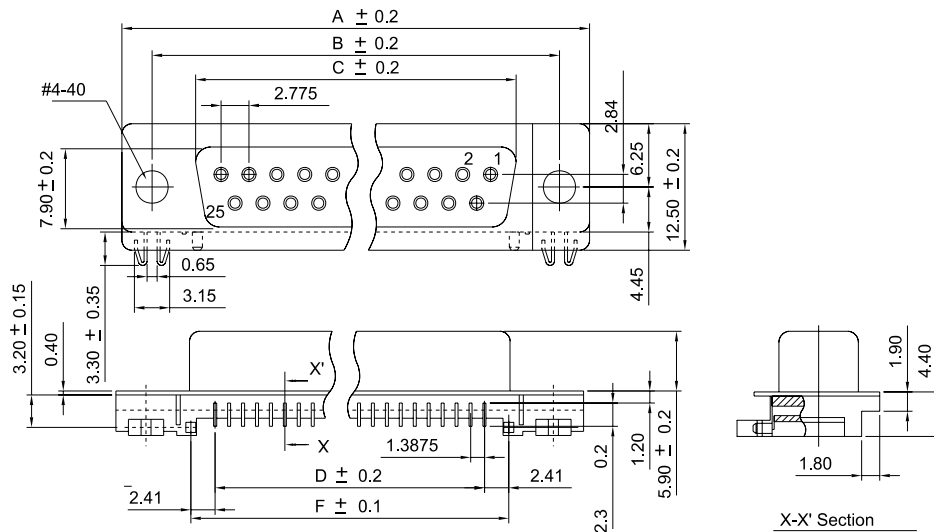 A ± 0.2
B ± 0.2
C ± 0.2
#4-40
2.775
2.84
2 1
25
7.90 ± 0.2
6.25
12.50 ± 0.2
4.45
0.65
3.15
3.30 ± 0.35
3.20 ± 0.15
0.40
X'
X
1.3875
D ± 0.2
2.41
2.41
F ± 0.1
0.2
2.3
1.20
5.90 ± 0.2
1.90
4.40
1.80
X-X' Section